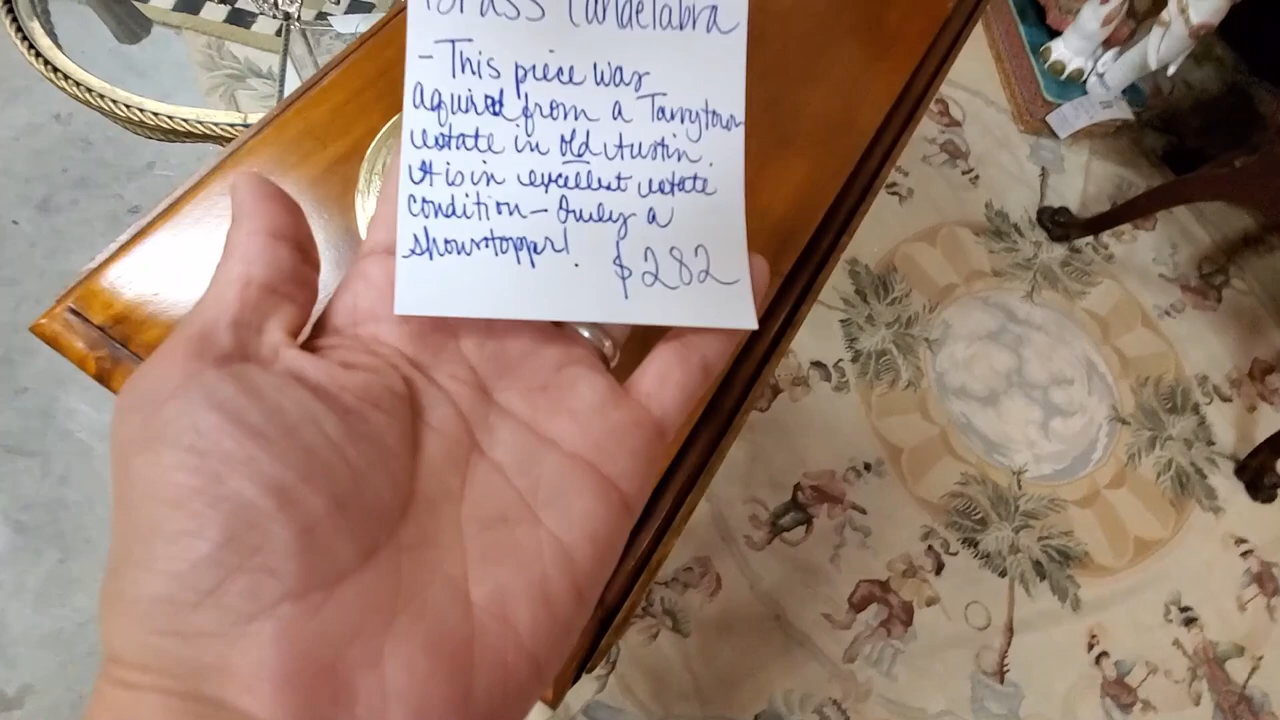 Brass Candelabra
- This piece was
aquired from a Tarrytown
estate in old Austin.
It is in excellent estate
condition - truly a
showstopper!
$282